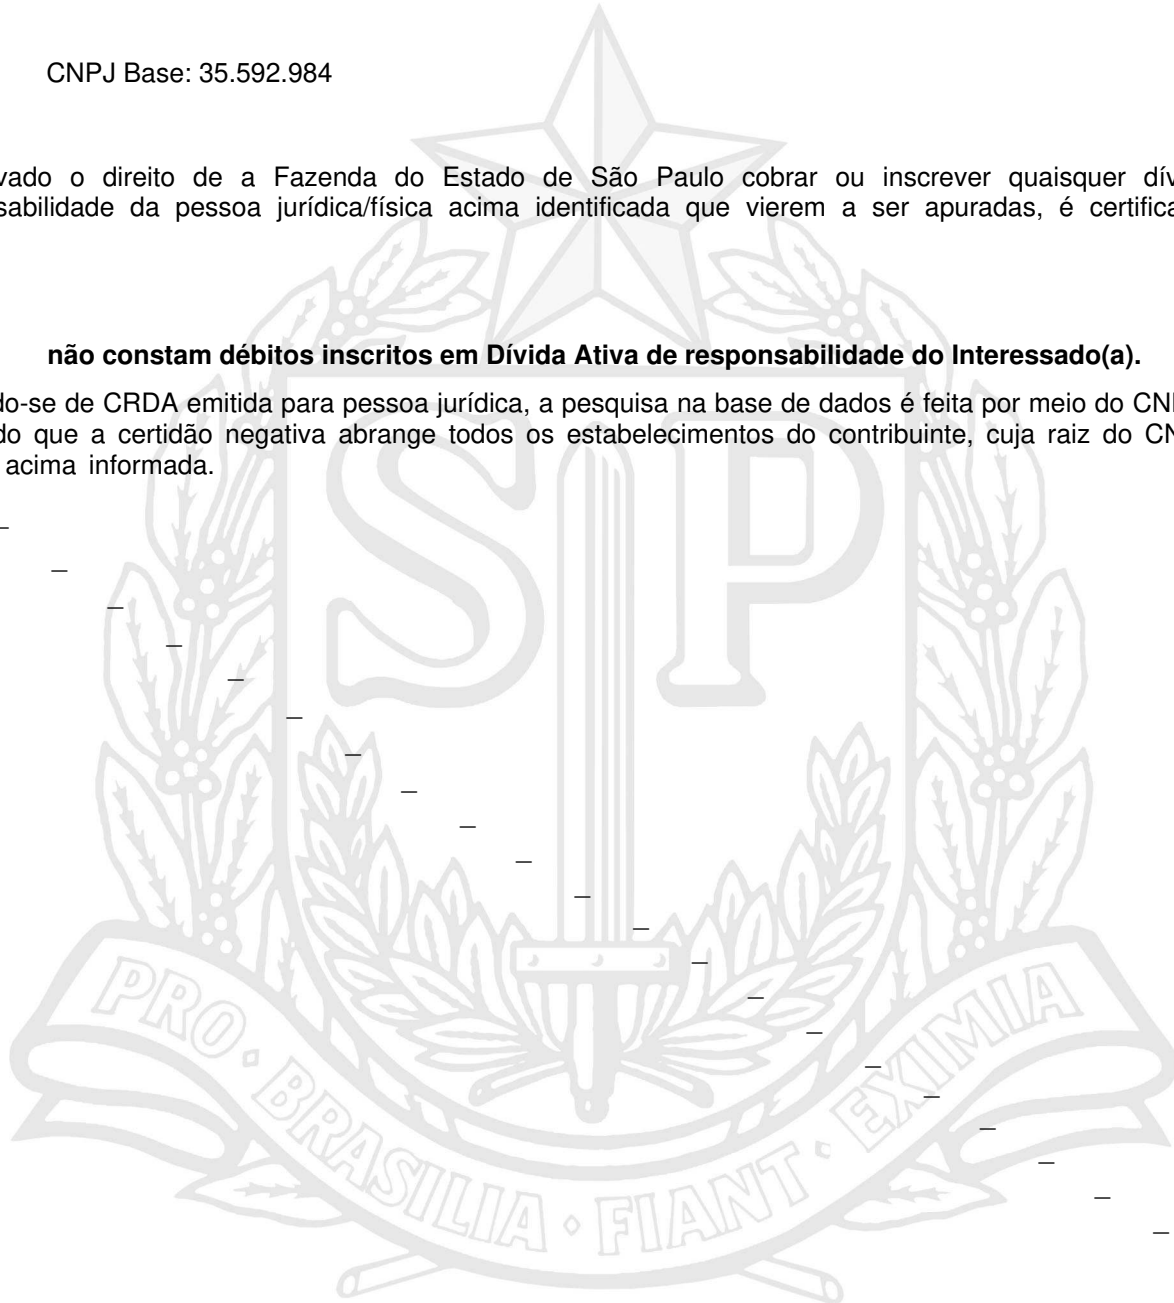 CNPJ Base: 35.592.984
vado o direito de a Fazenda do Estado de São Paulo cobrar ou inscrever quaisquer dív
sabilidade da pessoa jurídica/física acima identificada que vierem a ser apuradas, é certifica
não constam débitos inscritos em Dívida Ativa de responsabilidade do Interessado(a).
do-se de CRDA emitida para pessoa jurídica, a pesquisa na base de dados é feita por meio do CN
do que a certidão negativa abrange todos os estabelecimentos do contribuinte, cuja raiz do CN
acima informada.
SP
PRO • BRASILIA • FIANT • EXIMIA